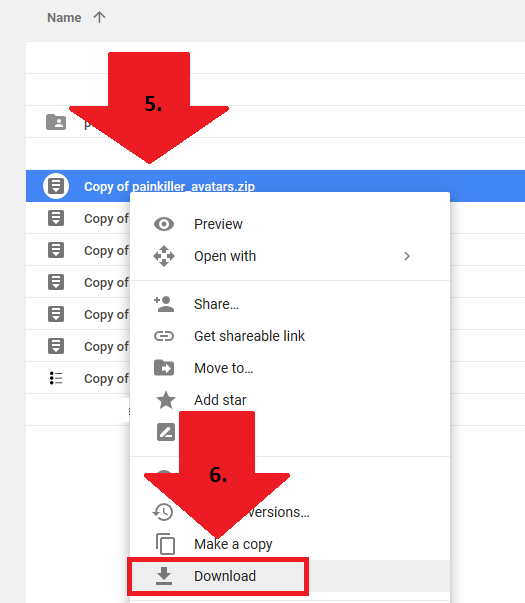 Name
5.
Copy of painkiller_avatars.zip
Copy of
Preview
Copy of
Open with
Copy of
Share...
Copy of
Get shareable link
Copy of
Move to...
Copy of
Add star
6.
Make a copy
Download